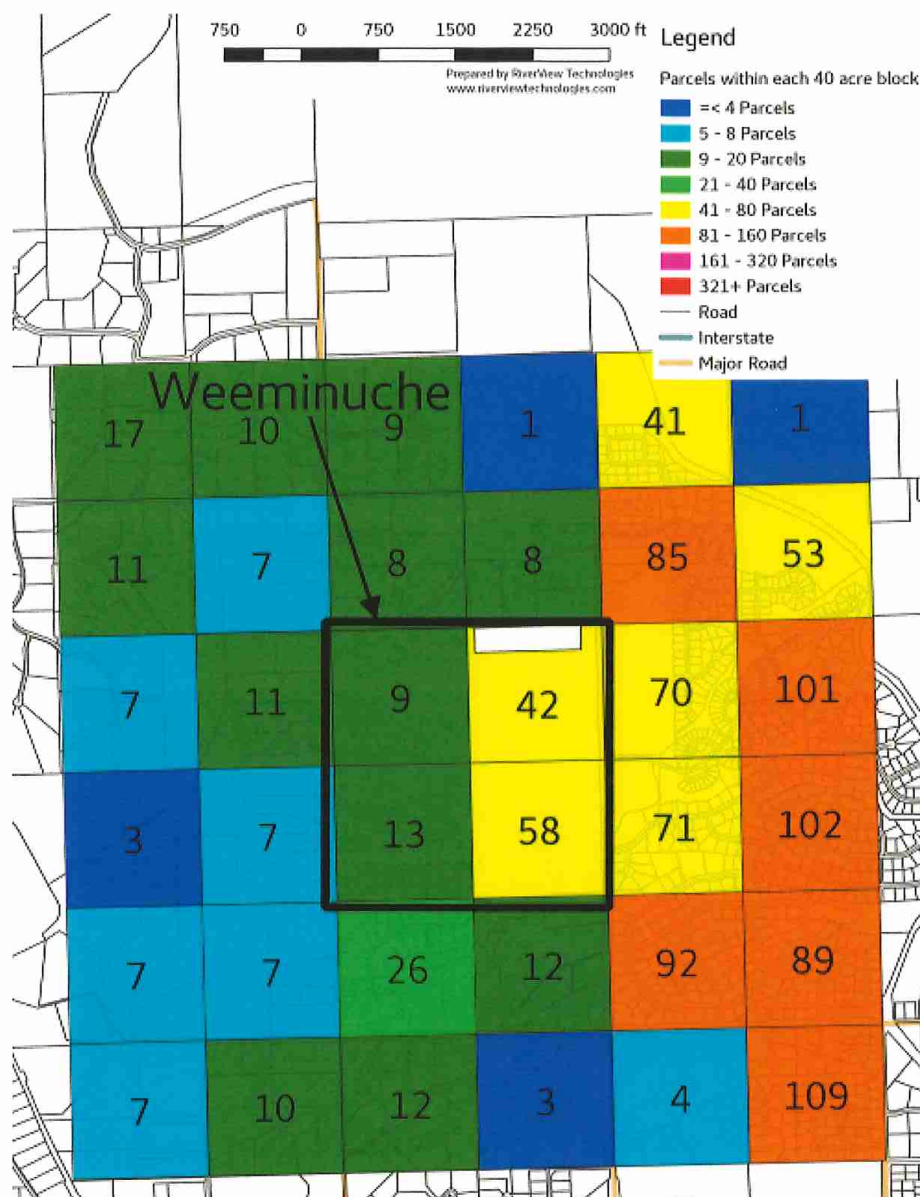 750 0 750 1500 2250 3000 ft
Prepared by RiverView Technologies
www.riverviewtechnologies.com
Legend
Parcels within each 40 acre block
=< 4 Parcels
5 - 8 Parcels
9 - 20 Parcels
21 - 40 Parcels
41 - 80 Parcels
81 - 160 Parcels
161 - 320 Parcels
321+ Parcels
Road
Interstate
Major Road
Weeminuche
17 10 9 1 41 1
11 7 8 8 85 53
7 11 9 42 70 101
3 7 13 58 71 102
7 7 26 12 92 89
7 10 12 3 4 109